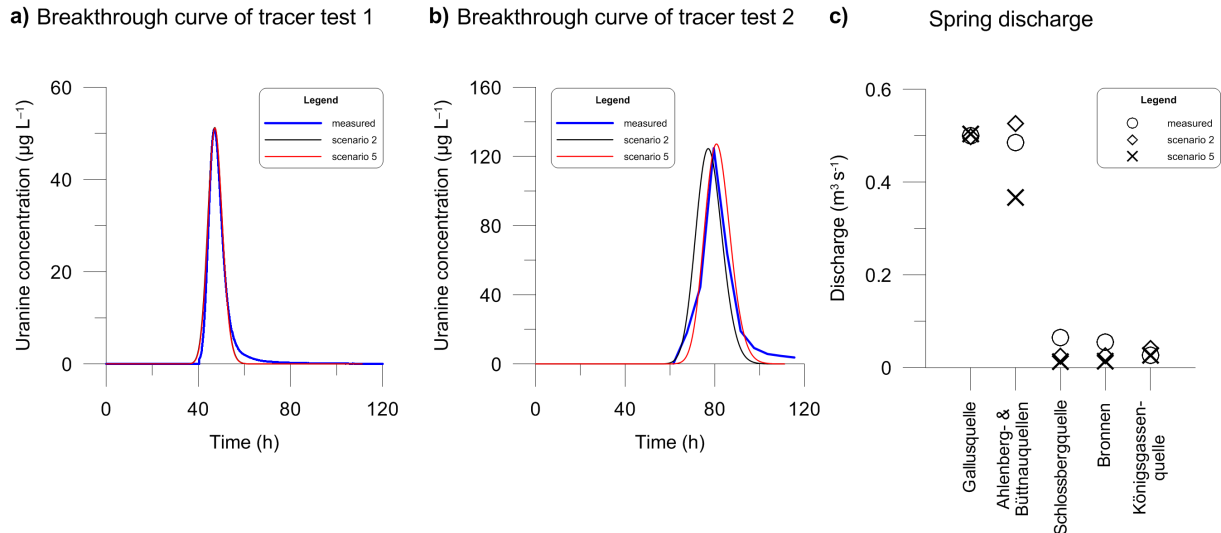 a) Breakthrough curve of tracer test 1
Uranine concentration (µg L⁻¹)
60
40
20
0
0
40
80
120
Time (h)
Legend
measured
scenario 2
scenario 5
b) Breakthrough curve of tracer test 2
Uranine concentration (µg L⁻¹)
160
120
80
40
0
0
40
80
120
Time (h)
Legend
measured
scenario 2
scenario 5
c) Spring discharge
Discharge (m³ s⁻¹)
0.6
0.4
0.2
0
Legend
measured
scenario 2
scenario 5
Gallusquelle
Ahlenberg- &
Büttnauquellen
Schlossbergquelle
Bronnen
Königsgassen-
quelle